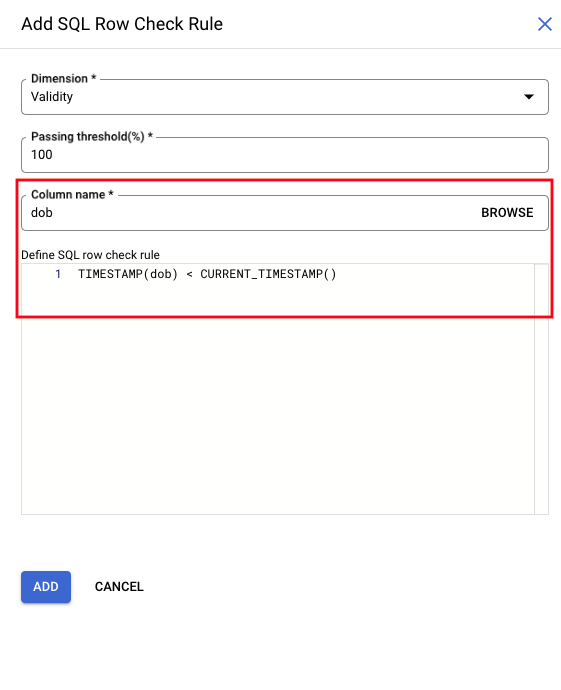 Add SQL Row Check Rule
Dimension *
Validity
Passing threshold(%) *
100
Column name *
dob BROWSE
Define SQL row check rule
1 TIMESTAMP(dob) < CURRENT_TIMESTAMP()
ADD CANCEL